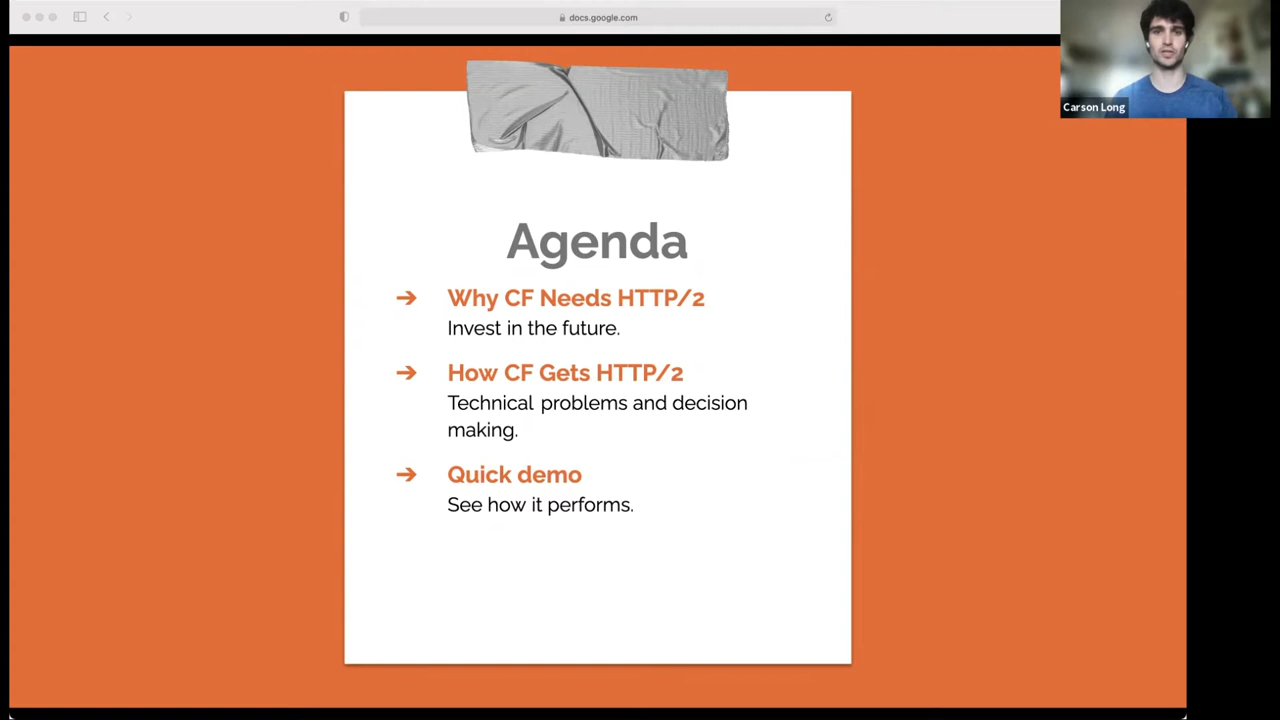 docs.google.com
Carson Long
Agenda
➔ Why CF Needs HTTP/2
Invest in the future.
➔ How CF Gets HTTP/2
Technical problems and decision
making.
➔ Quick demo
See how it performs.